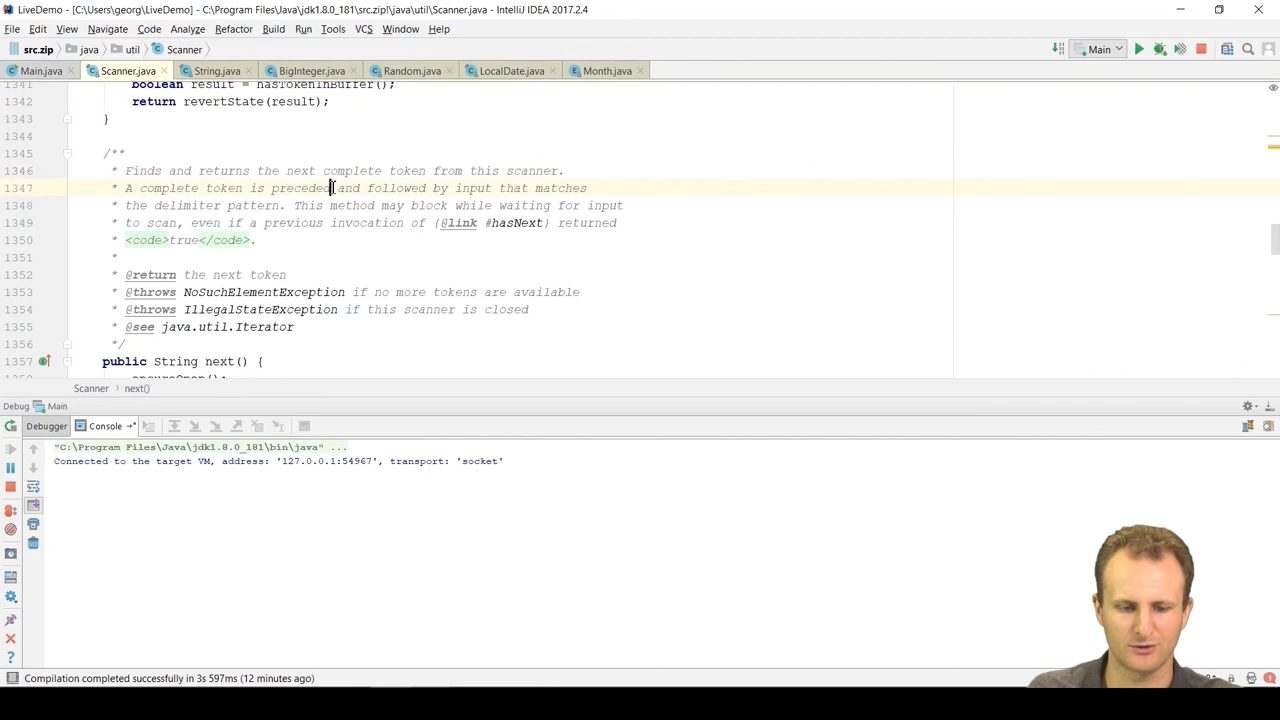 LiveDemo - [C:\Users\georg\LiveDemo] - C:\Program Files\Java\jdk1.8.0_181\src.zip!\java\util\Scanner.java - IntelliJ IDEA 2017.2.4
File Edit View Navigate Code Analyze Refactor Build Run Tools VCS Window Help
src.zip java util Scanner Main
Main.java Scanner.java String.java BigInteger.java Random.java LocalDate.java Month.java
1341 boolean result = hasTokenInBuffer();
1342 return revertState(result);
1343 }
1344
1345 /**
1346 * Finds and returns the next complete token from this scanner.
1347 * A complete token is preceded and followed by input that matches
1348 * the delimiter pattern. This method may block while waiting for input
1349 * to scan, even if a previous invocation of {@link #hasNext} returned
1350 * <code>true</code>.
1351 *
1352 * @return the next token
1353 * @throws NoSuchElementException if no more tokens are available
1354 * @throws IllegalStateException if this scanner is closed
1355 * @see java.util.Iterator
1356 */
1357 public String next() {
ensureOpen();
Scanner › next()
Debug Main
Debugger Console
"C:\Program Files\Java\jdk1.8.0_181\bin\java" ...
Connected to the target VM, address: '127.0.0.1:54967', transport: 'socket'
Compilation completed successfully in 3s 597ms (12 minutes ago)